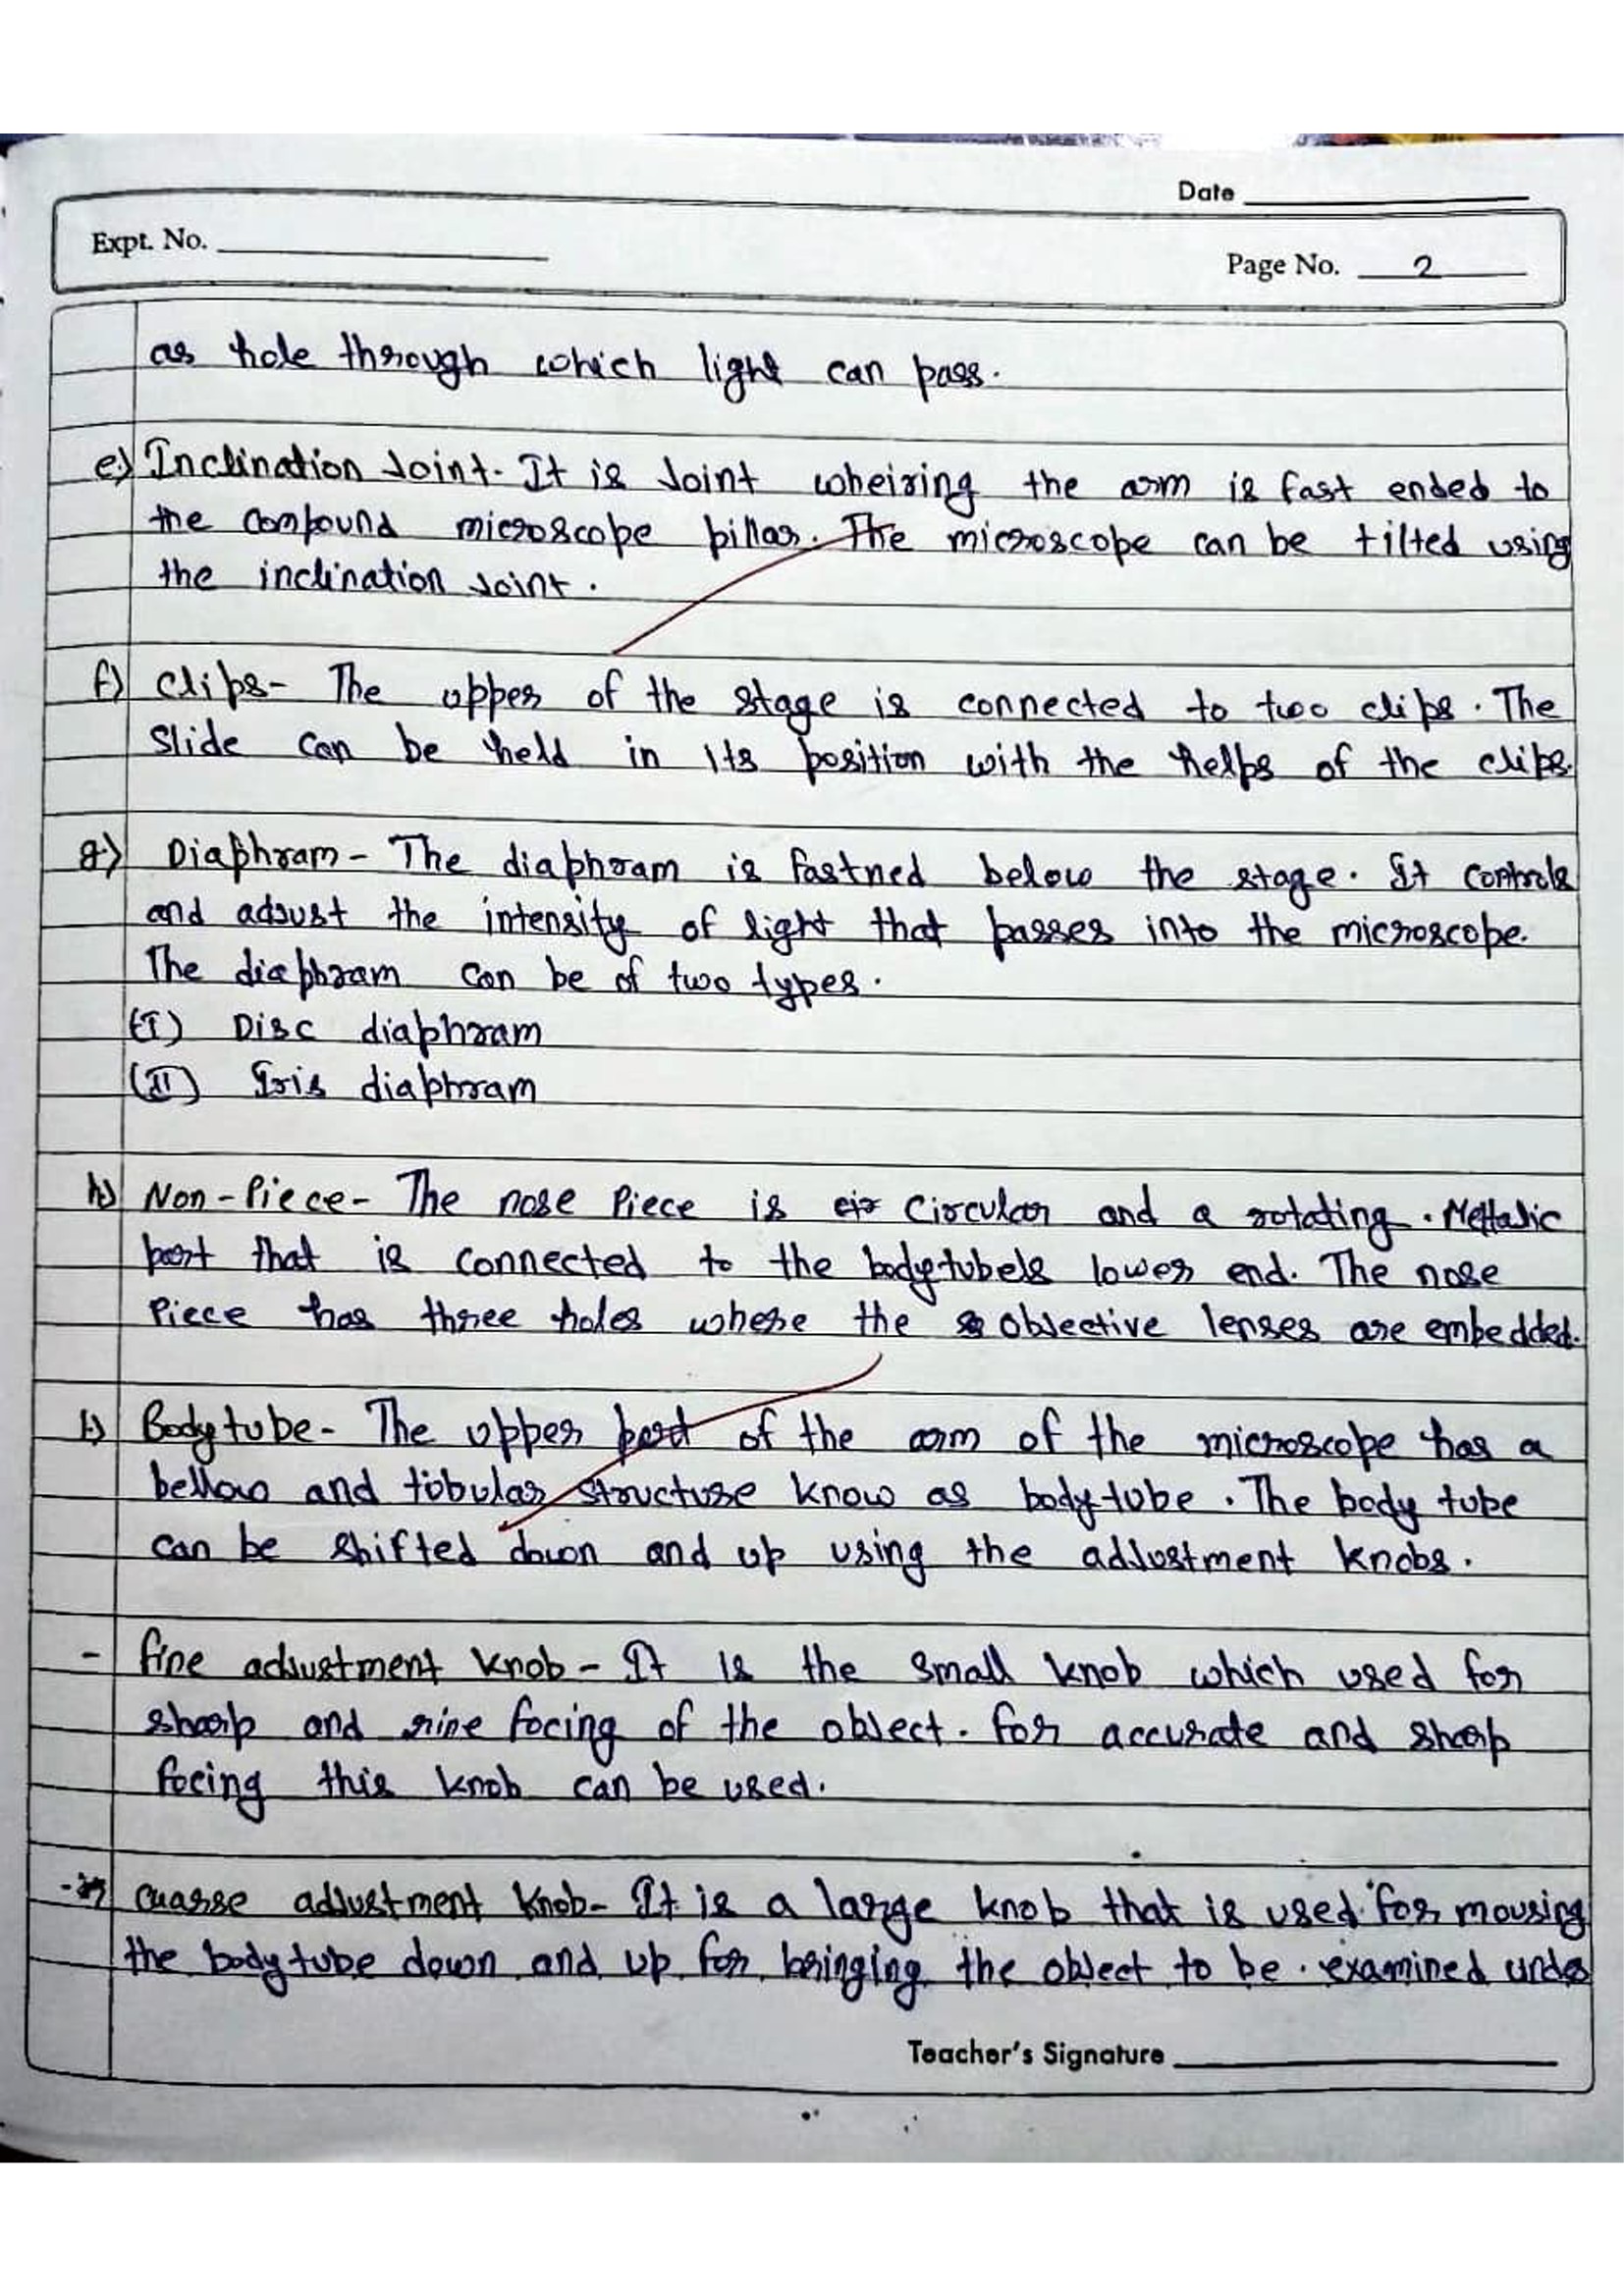 Date
Expt. No.
Page No. 2
as hole through which light can pass.
e) Inclination Joint- It is Joint wheiring the arm is fast ended to
the compound microscope pillar. The microscope can be tilted using
the inclination Joint.
f) Clips- The upper of the stage is connected to two clips. The
Slide can be held in its position with the helps of the clips.
g) Diaphram - The diaphram is fastned below the stage. It controls
and adjust the intensity of light that passes into the microscope.
The diaphram can be of two types.
(I) Disc diaphram
(II) Iris diaphram
h) Non-Piece- The nose Piece is cir Circular and a rotating. Mettalic
part that is connected to the bodytubels lower end. The nose
Piece has three holes where the objective lenses are embedded.
i) Bodytube- The upper part of the arm of the microscope has a
bellow and tubular structure know as bodytube. The body tube
can be shifted down and up using the adjustment knobs.
- fine adjustment knob - It is the small knob which used for
sharp and nine focing of the object. for accurate and sharp
focing this knob can be used.
- cuarse adjustment knob- It is a large knob that is used for mousing
the bodytube down and up for bringing the object to be. examined under
Teacher's Signature